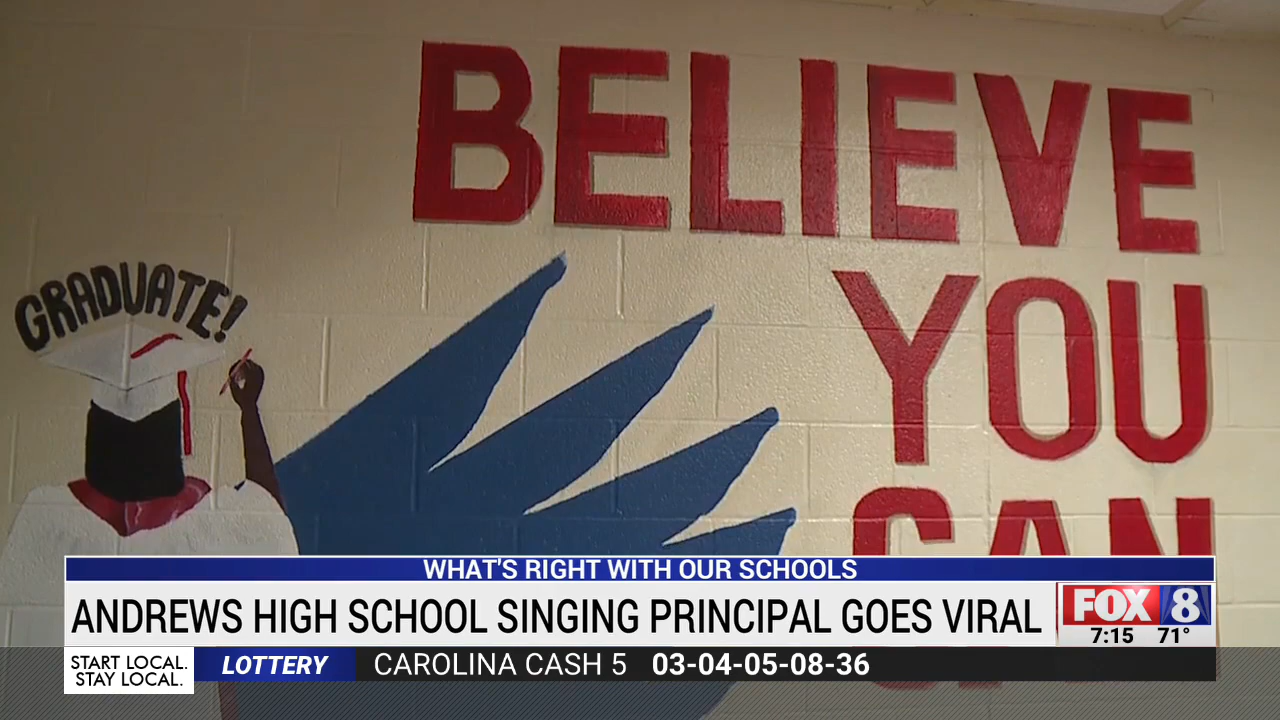 BELIEVE
GRADUATE!
YOU
CAN
WHAT'S RIGHT WITH OUR SCHOOLS
ANDREWS HIGH SCHOOL SINGING PRINCIPAL GOES VIRAL
FOX 8
7:15 71°
START LOCAL.
STAY LOCAL.
LOTTERY CAROLINA CASH 5 03-04-05-08-36